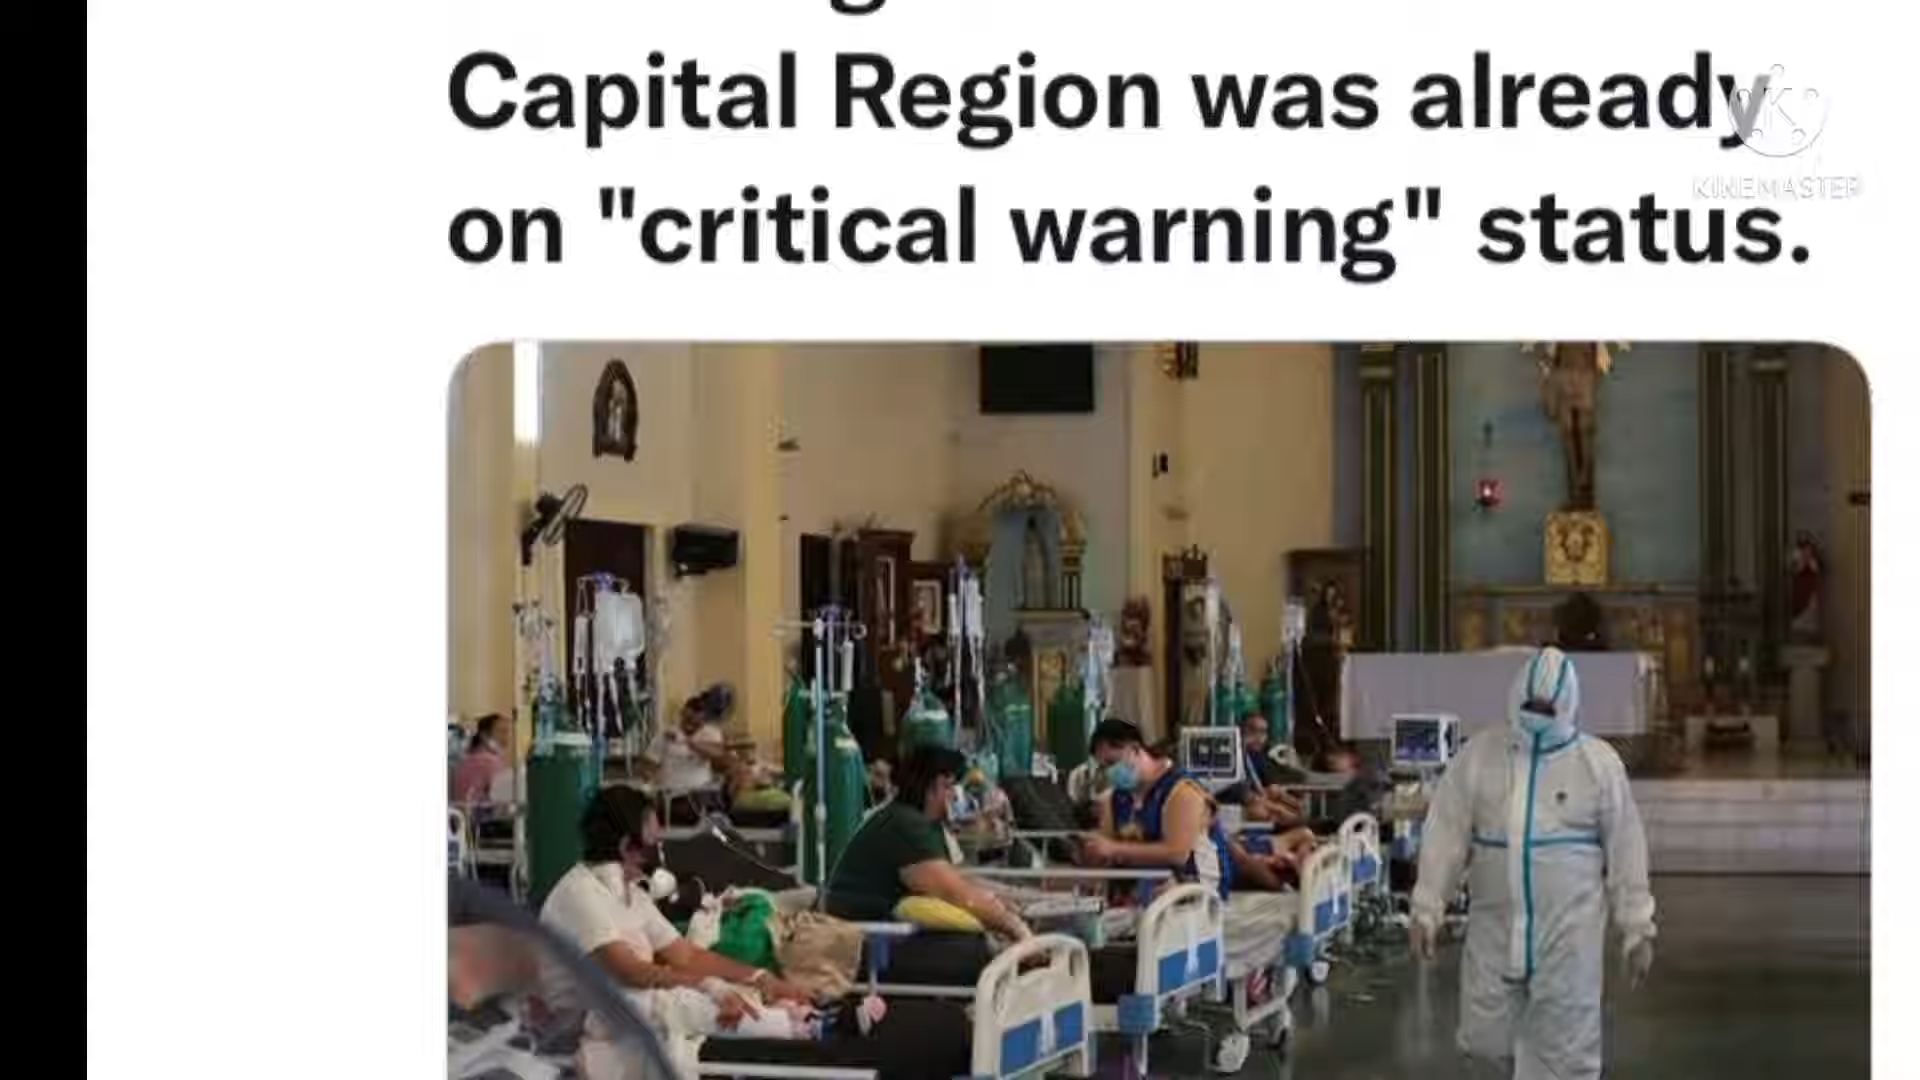 Capital Region was already
on "critical warning" status.
KINEMASTER